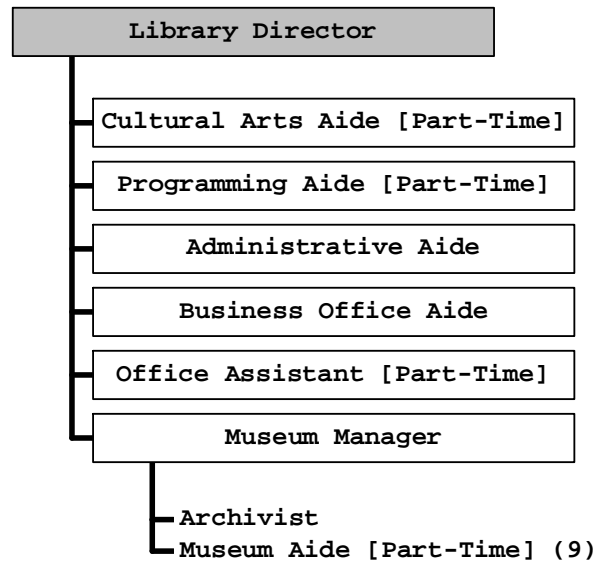 Library Director
Cultural Arts Aide [Part-Time]
Programming Aide [Part-Time]
Administrative Aide
Business Office Aide
Office Assistant [Part-Time]
Museum Manager
Archivist
Museum Aide [Part-Time] (9)